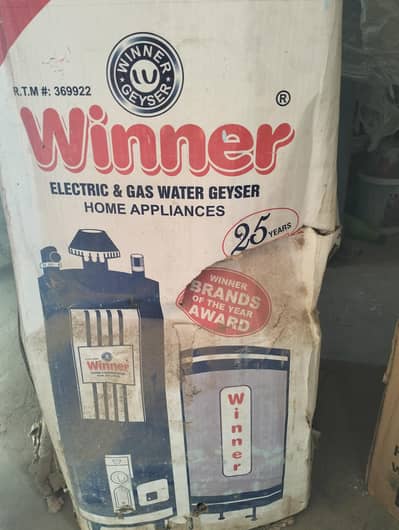 WINNER
GEYSER
R.T.M #: 369922
®
Winner
ELECTRIC & GAS WATER GEYSER
HOME APPLIANCES
25 YEARS
WINNER
BRANDS
OF THE YEAR
AWARD
Winner
Winner